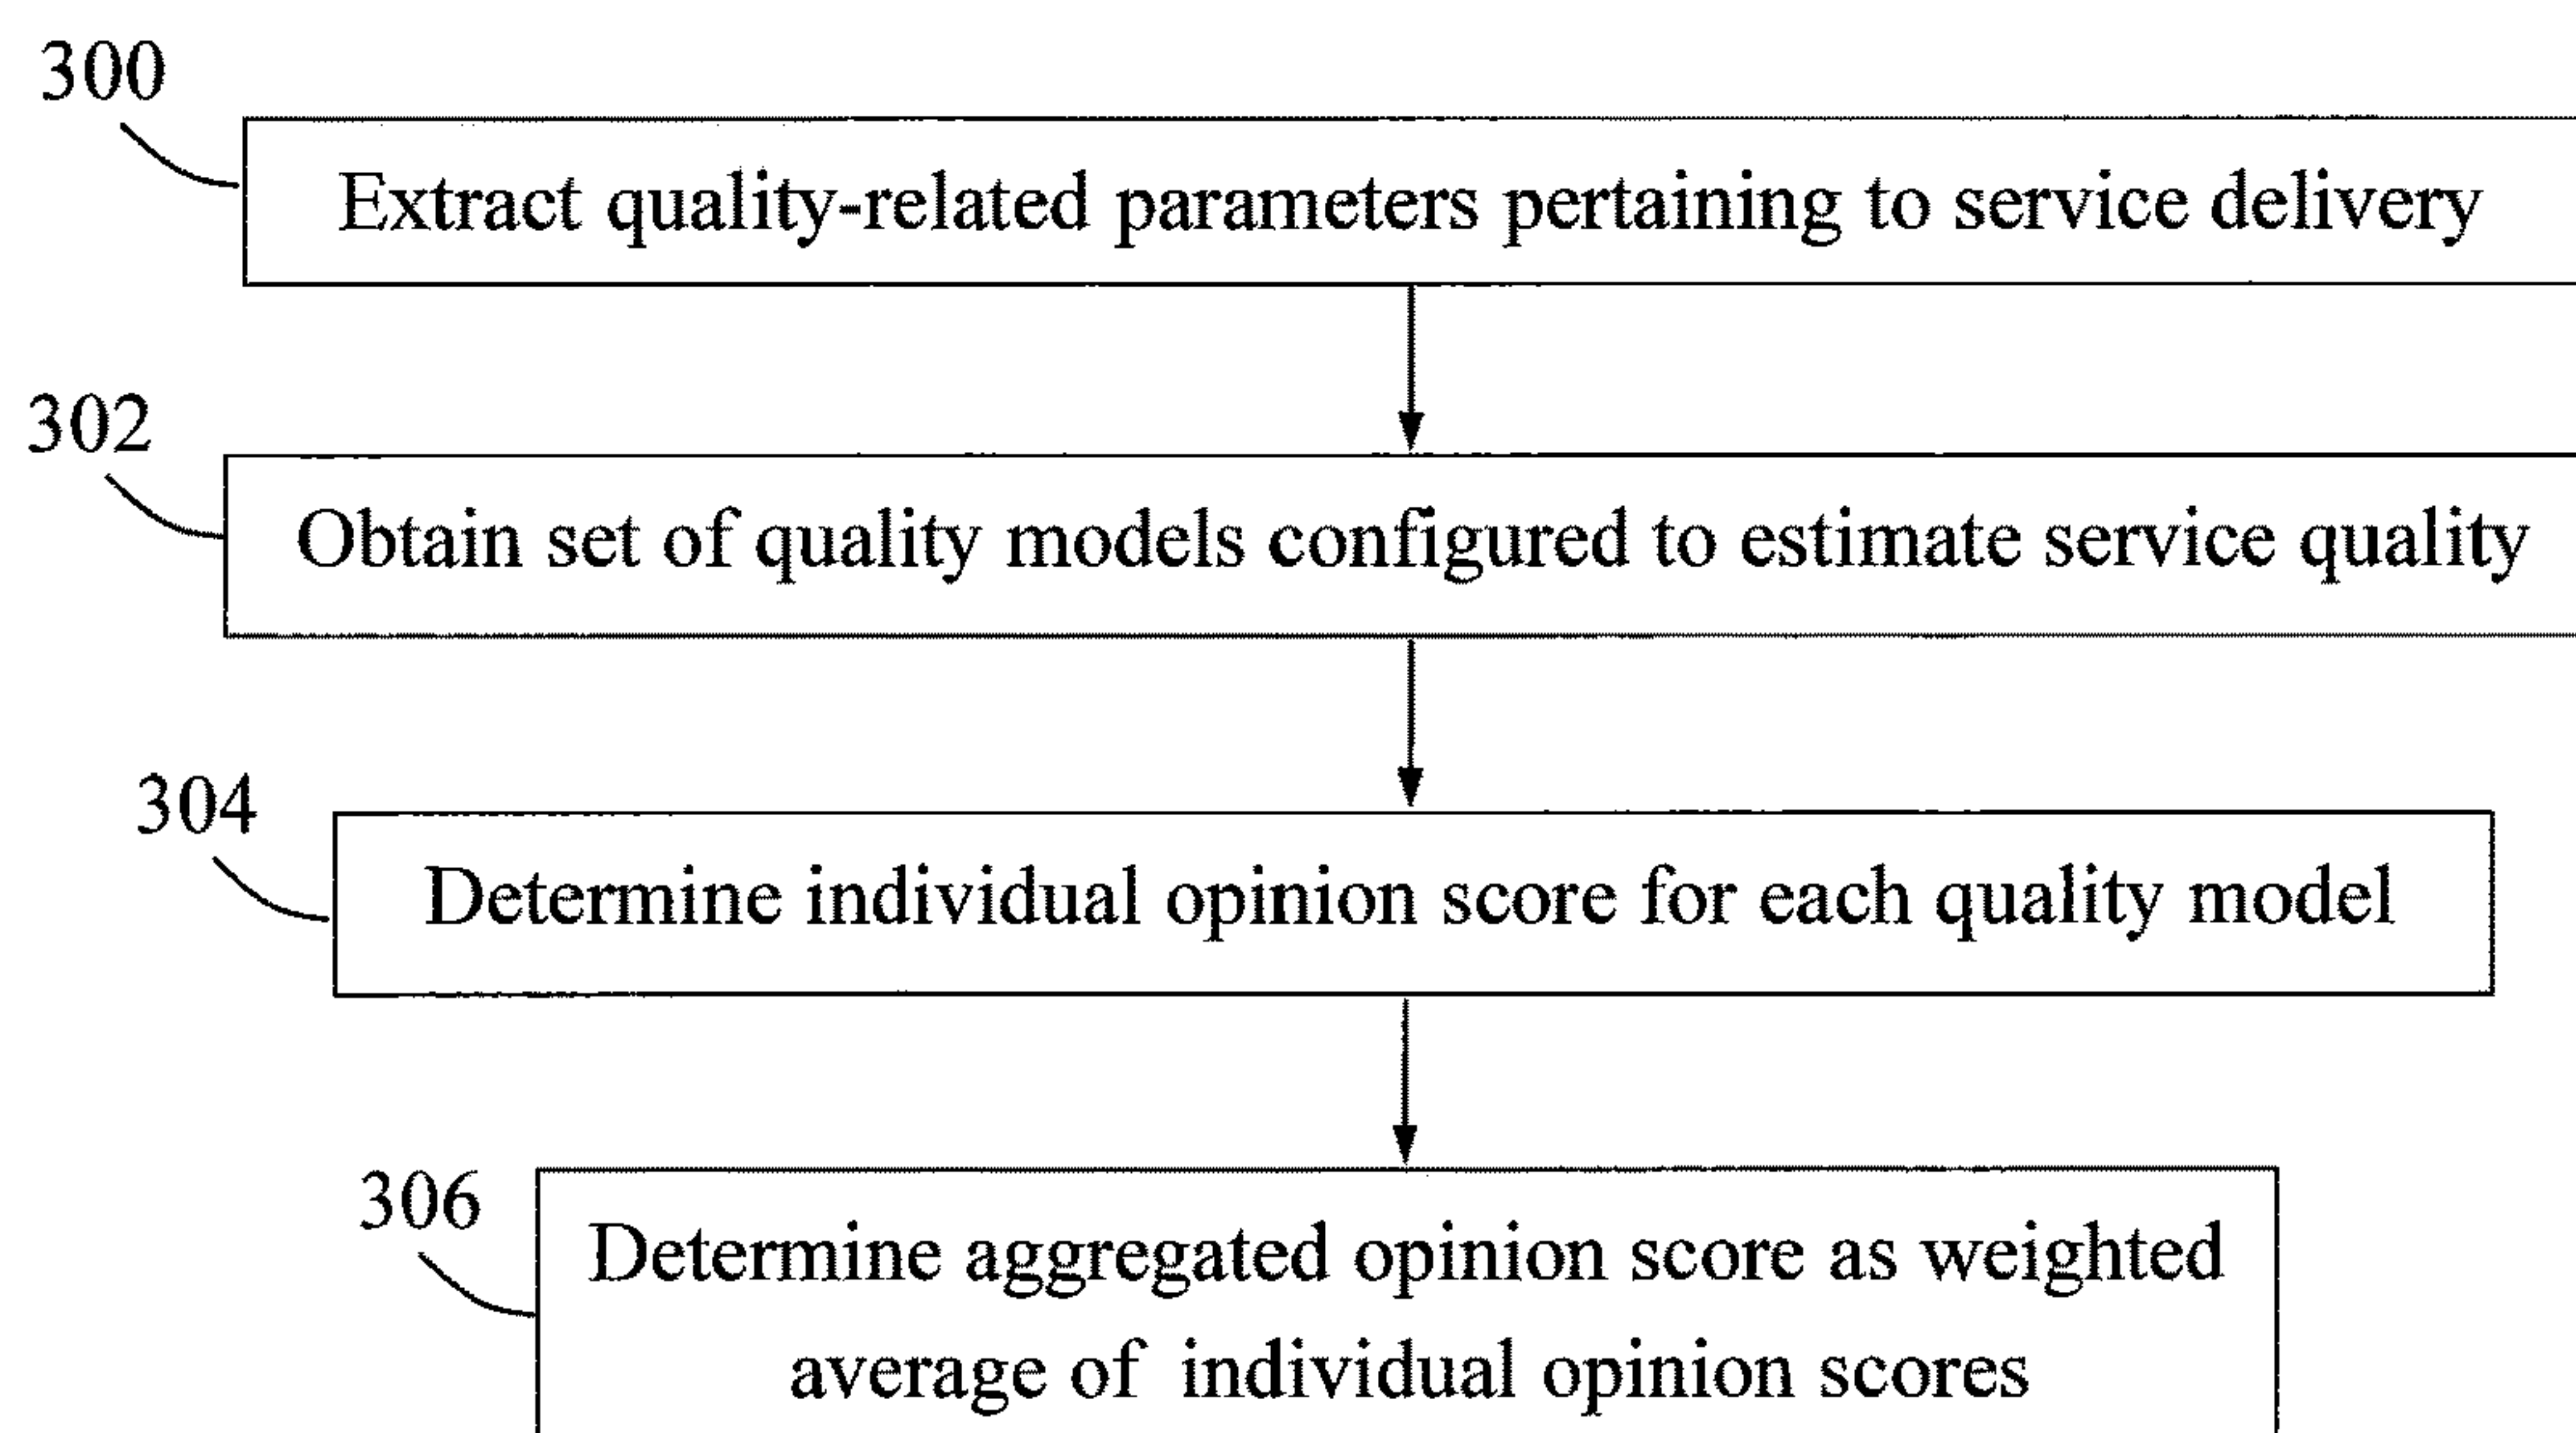 300
Extract quality-related parameters pertaining to service delivery
302
Obtain set of quality models configured to estimate service quality
304
Determine individual opinion score for each quality model
306
Determine aggregated opinion score as weighted
average of individual opinion scores